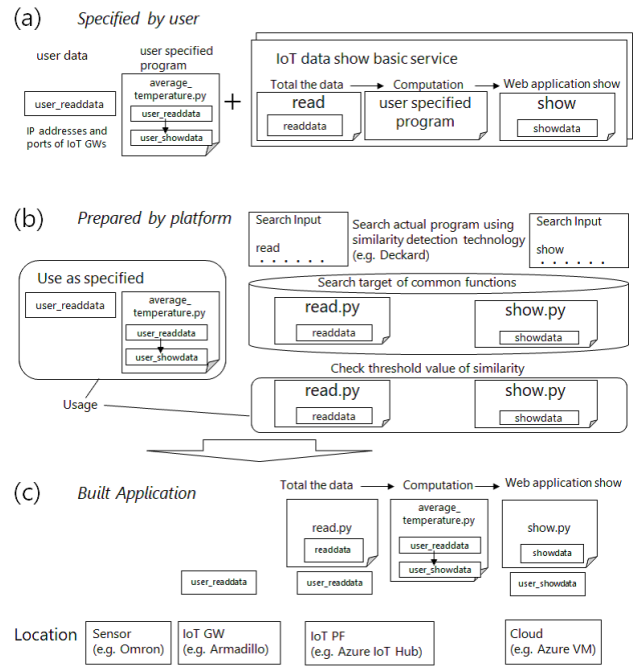 (a) Specified by user
user data
user specified
program
IoT data show basic service
average_
temperature.py
user_readdata
user_showdata
user_readdata
IP addresses and
ports of IoT GWs
+
Total the data
Computation
Web application show
read
readdata
user specified
program
show
showdata
(b) Prepared by platform
Search Input
read
. . . . . .
Search actual program using
similarity detection technology
(e.g. Deckard)
Search Input
show
. . . . . .
Use as specified
user_readdata
average_
temperature.py
user_readdata
user_showdata
Search target of common functions
read.py
readdata
show.py
showdata
Check threshold value of similarity
read.py
readdata
show.py
showdata
Usage
(c) Built Application
Total the data
Computation
Web application show
read.py
readdata
average_
temperature.py
user_readdata
user_showdata
show.py
showdata
user_readdata
user_readdata
user_showdata
Location
Sensor
(e.g. Omron)
IoT GW
(e.g. Armadillo)
IoT PF
(e.g. Azure IoT Hub)
Cloud
(e.g. Azure VM)